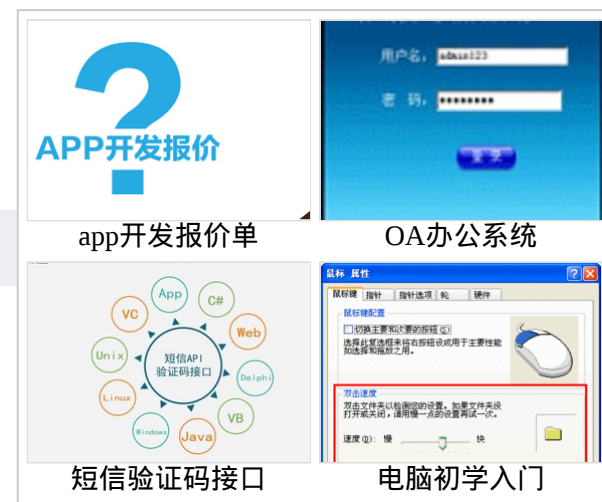 APP开发报价
app开发报价单
用户名:
admin123
密 码:
登 录
OA办公系统
App
C#
VC
Web
Unix
短信API
验证码接口
Delphi
Linux
VB
Windows
Java
短信验证码接口
鼠标 属性
鼠标键 指针 指针选项 轮 硬件
鼠标键配置
切换主要和次要的按钮(S)
选择此复选框来将右按钮设成用于主要性能
如选择和拖放之用。
双击速度
双击文件夹以检测您的设置。如果文件夹没
打开或关闭,请用慢一点的设置再试一次。
速度(D): 慢 快
电脑初学入门